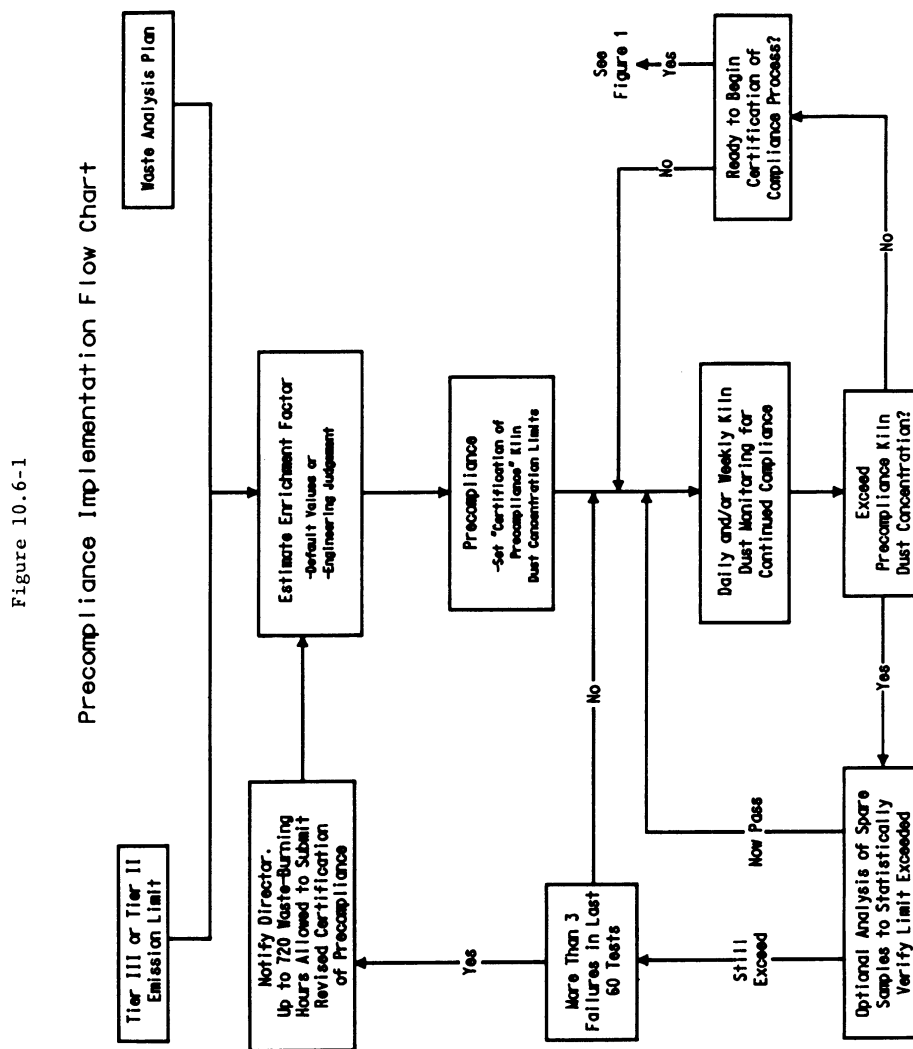 Figure 10.6-1
Precompliance Implementation Flow Chart
Tier III or Tier II
Emission Limit
Waste Analysis Plan
Notify Director.
Up to 720 Waste-Burning
Hours Allowed to Submit
Revised Certification
of Precompliance
Estimate Enrichment Factor
-Default Values or
-Engineering Judgement
Precompliance
-Set "Certification of
Precompliance" Kiln
Dust Concentration Limits
Yes
No
No
See
Figure 1
Yes
More Than 3
Failures in Last
60 Tests
Daily and/or Weekly Kiln
Dust Monitoring for
Continued Compliance
Ready to Begin
Certification of
Compliance Process?
Still
Exceed
Now Pass
Yes
No
Optional Analysis of Spare
Samples to Statistically
Verify Limit Exceeded
Exceed
Precompliance Kiln
Dust Concentration?